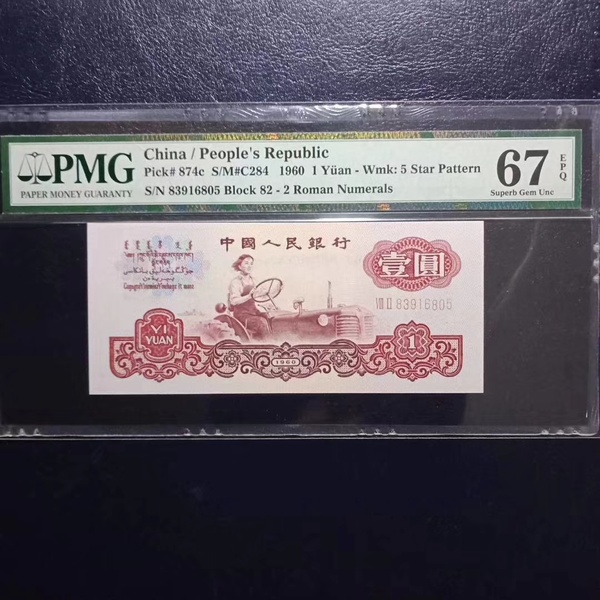 PMG
PAPER MONEY GUARANTY
China / People's Republic
Pick# 874c S/M#C284 1960 1 Yüan - Wmk: 5 Star Pattern
S/N 83916805 Block 82 - 2 Roman Numerals
67
EPQ
Superb Gem Unc
中國人民銀行
壹圓
VIII II 83916805
YI
YUAN
1960
1